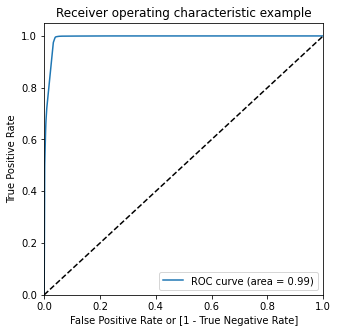 Receiver operating characteristic example
1.0
0.8
0.6
0.4
0.2
0.0
True Positive Rate
ROC curve (area = 0.99)
0.0 0.2 0.4 0.6 0.8 1.0
False Positive Rate or [1 - True Negative Rate]